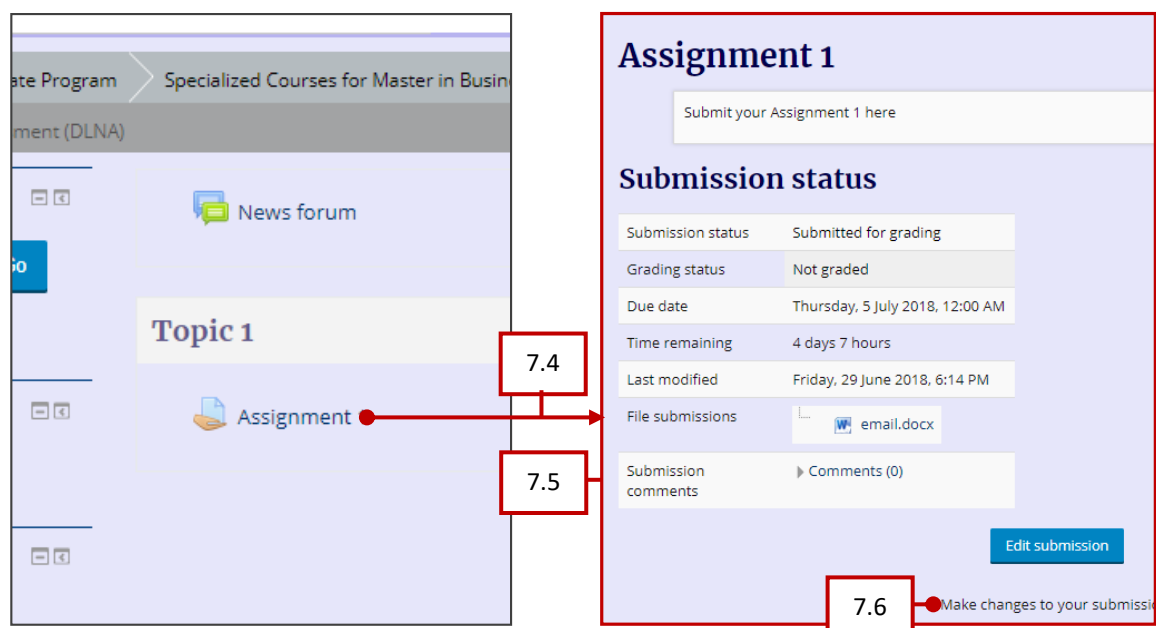 ate Program
Specialized Courses for Master in Busin
ment (DLNA)
News forum
Go
Topic 1
Assignment
7.4
7.5
Assignment 1
Submit your Assignment 1 here
Submission status
Submission status Submitted for grading
Grading status Not graded
Due date Thursday, 5 July 2018, 12:00 AM
Time remaining 4 days 7 hours
Last modified Friday, 29 June 2018, 6:14 PM
File submissions email.docx
Submission
comments
Comments (0)
Edit submission
7.6
Make changes to your submissi